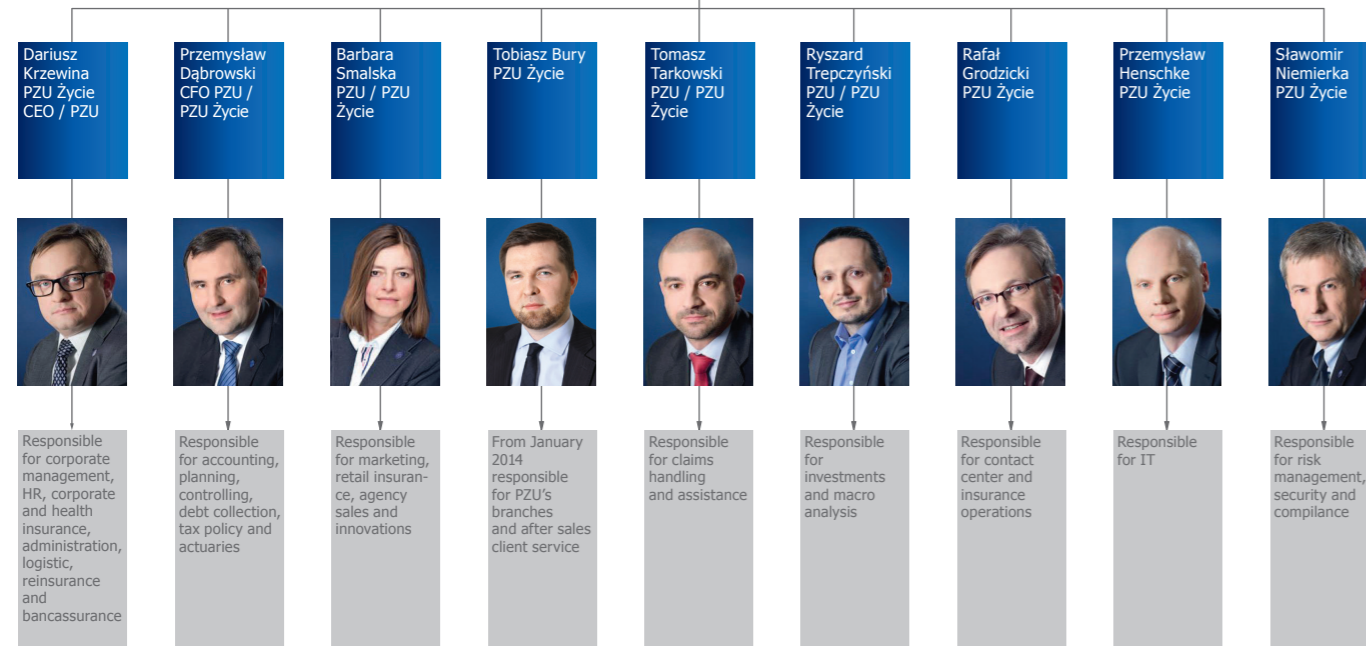 Dariusz
Krzewina
PZU Życie
CEO / PZU
Przemysław
Dąbrowski
CFO PZU /
PZU Życie
Barbara
Smalska
PZU / PZU
Życie
Tobiasz Bury
PZU Życie
Tomasz
Tarkowski
PZU / PZU
Życie
Ryszard
Trepczyński
PZU / PZU
Życie
Rafał
Grodzicki
PZU Życie
Przemysław
Henschke
PZU Życie
Sławomir
Niemierka
PZU Życie
Responsible
for corporate
management,
HR, corporate
and health
insurance,
administration,
logistic,
reinsurance
and
bancassurance
Responsible
for accounting,
planning,
controlling,
debt collection,
tax policy and
actuaries
Responsible
for marketing,
retail insuran-
ce, agency
sales and
innovations
From January
2014
responsible
for PZU's
branches
and after sales
client service
Responsible
for claims
handling
and assistance
Responsible
for
investments
and macro
analysis
Responsible
for contact
center and
insurance
operations
Responsible
for IT
Responsible
for risk
management,
security and
compilance